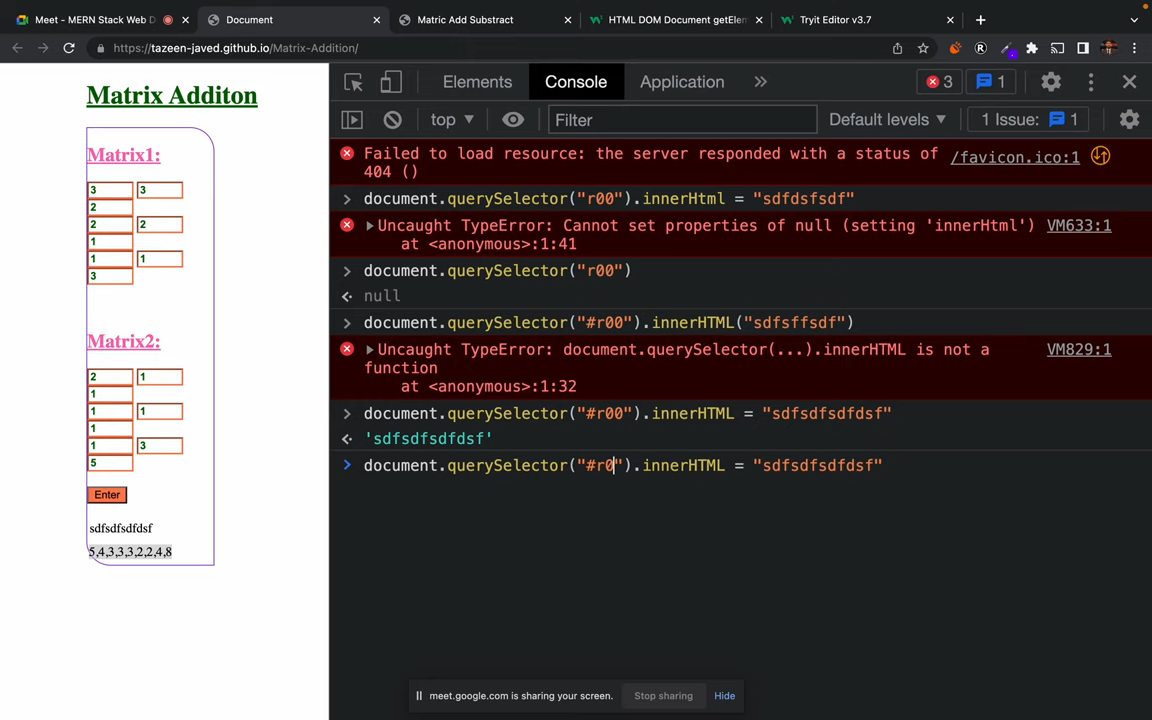 Meet - MERN Stack Web D
Document
Matric Add Substract
HTML DOM Document getElem
Tryit Editor v3.7
https://tazeen-javed.github.io/Matrix-Addition/
Matrix Additon
Matrix1:
3 3
2
2 2
1
1 1
3
Matrix2:
2 1
1
1 1
1
1 3
5
Enter
sdfsdfsdfdsf
5,4,3,3,3,2,2,4,8
Elements Console Application 3 1
top Filter Default levels 1 Issue: 1
Failed to load resource: the server responded with a status of /favicon.ico:1
404 ()
document.querySelector("r00").innerHtml = "sdfdsfsdf"
Uncaught TypeError: Cannot set properties of null (setting 'innerHtml') VM633:1
at <anonymous>:1:41
document.querySelector("r00")
null
document.querySelector("#r00").innerHTML("sdfsffsdf")
Uncaught TypeError: document.querySelector(...).innerHTML is not a VM829:1
function
at <anonymous>:1:32
document.querySelector("#r00").innerHTML = "sdfsdfsdfdsf"
'sdfsdfsdfdsf'
document.querySelector("#r0").innerHTML = "sdfsdfsdfdsf"
meet.google.com is sharing your screen. Stop sharing Hide